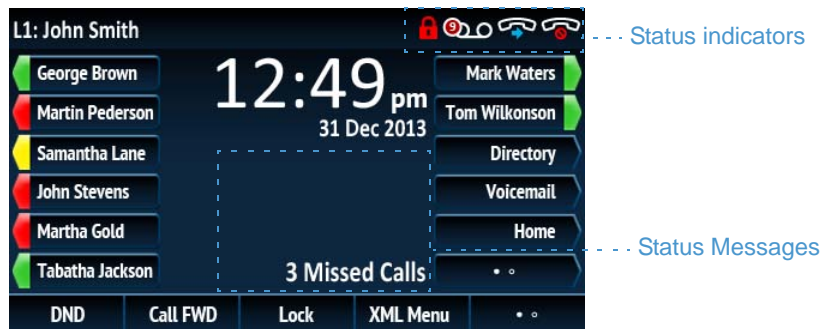 L1: John Smith
9
Status indicators
George Brown
12:49 pm
Mark Waters
Martin Pederson
31 Dec 2013
Tom Wilkonson
Samantha Lane
Directory
John Stevens
Voicemail
Martha Gold
Home
Status Messages
Tabatha Jackson
3 Missed Calls
DND
Call FWD
Lock
XML Menu